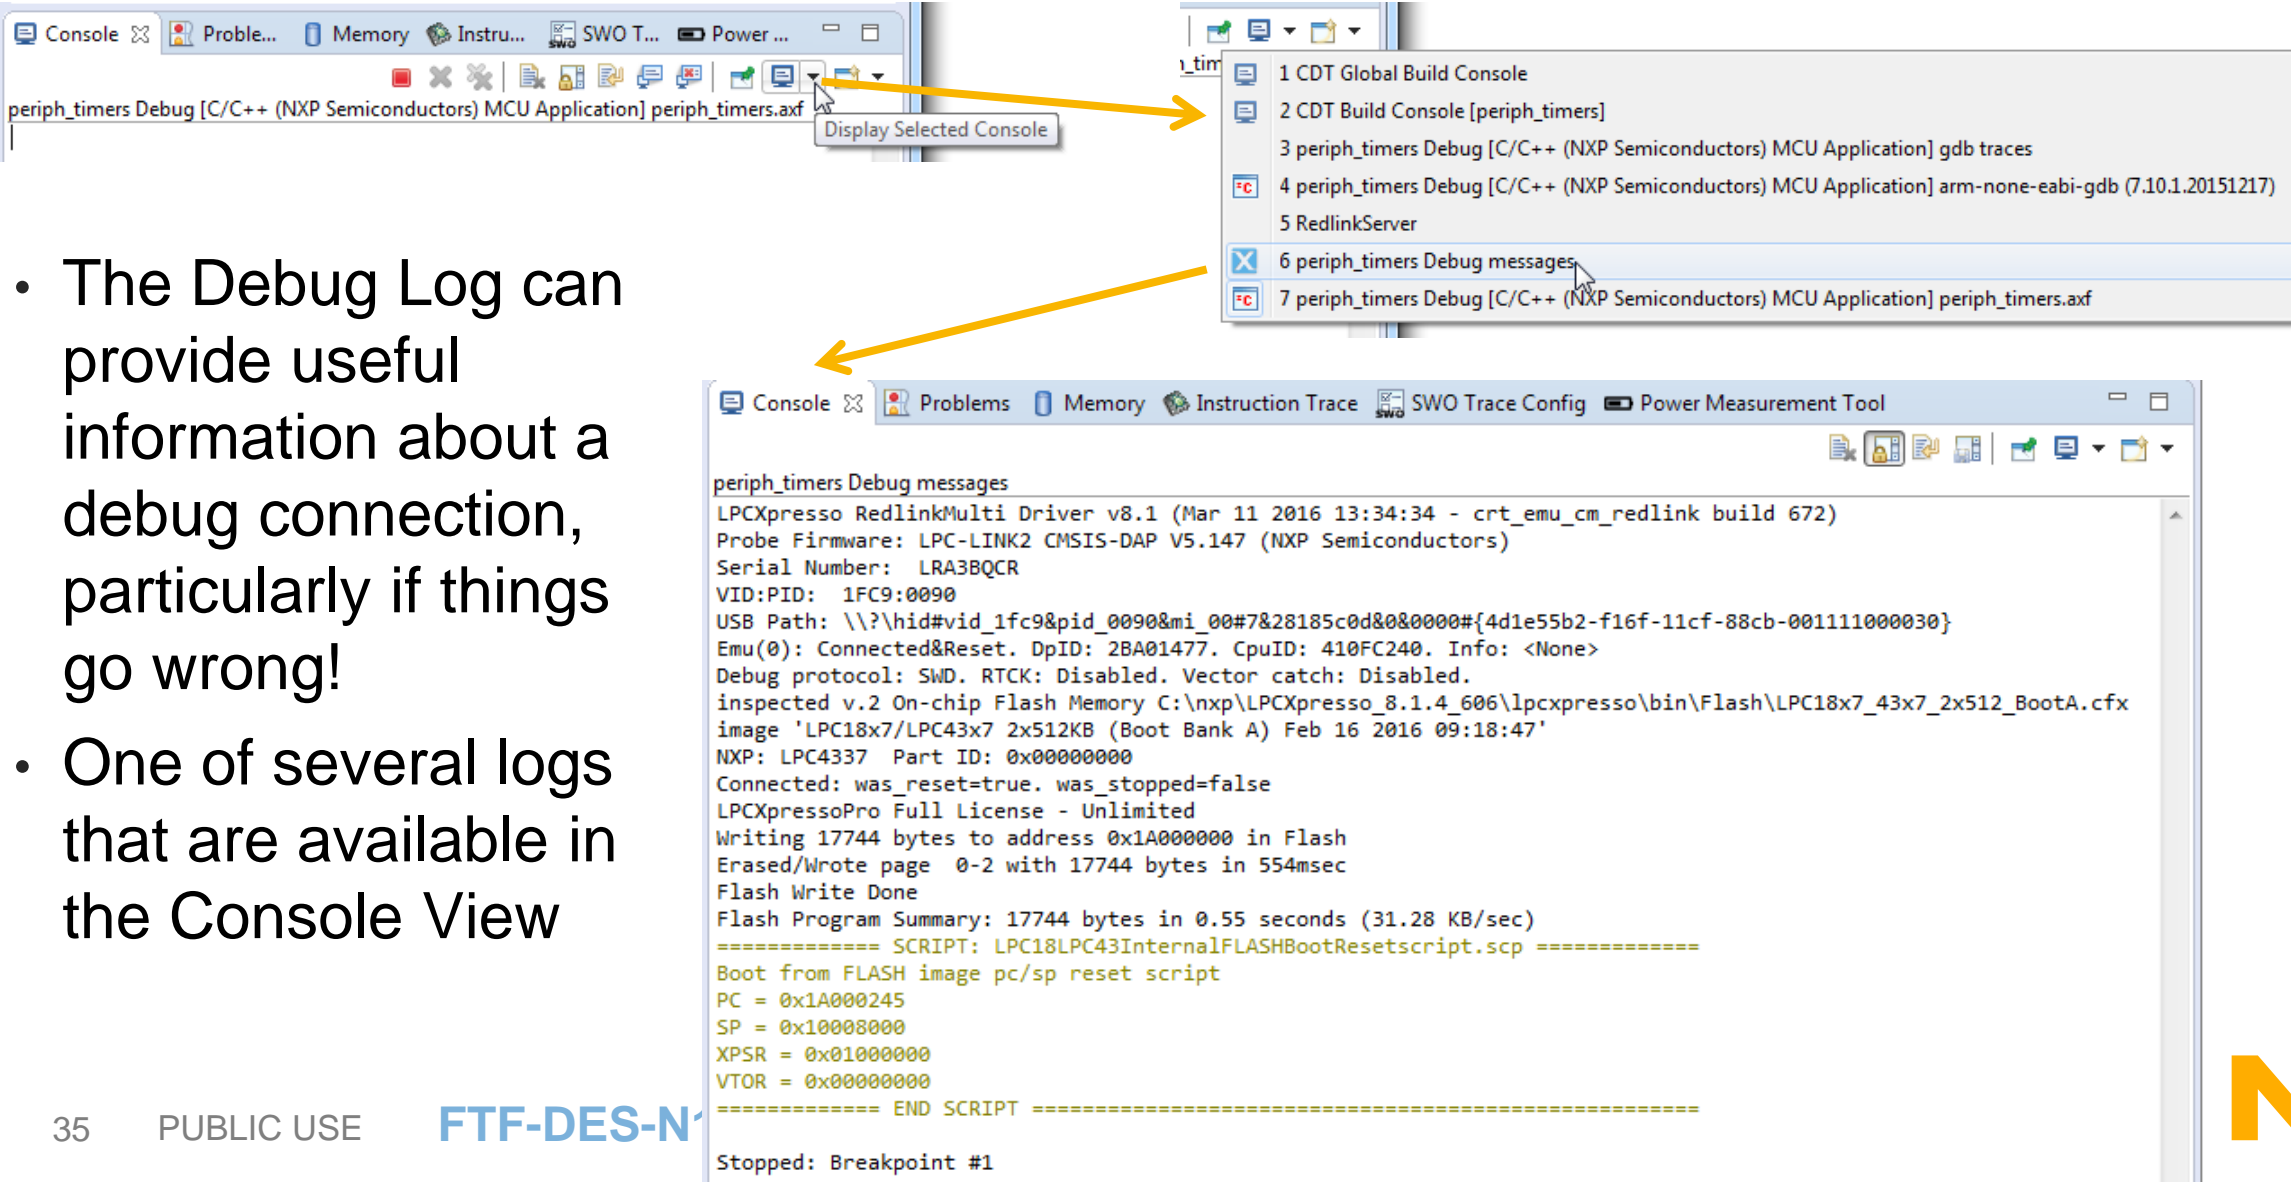 Console
Proble...
Memory
Instru...
SWO T...
Power ...
periph_timers Debug [C/C++ (NXP Semiconductors) MCU Application] periph_timers.axf
Display Selected Console
1 CDT Global Build Console
2 CDT Build Console [periph_timers]
3 periph_timers Debug [C/C++ (NXP Semiconductors) MCU Application] gdb traces
4 periph_timers Debug [C/C++ (NXP Semiconductors) MCU Application] arm-none-eabi-gdb (7.10.1.20151217)
5 RedlinkServer
6 periph_timers Debug messages
7 periph_timers Debug [C/C++ (NXP Semiconductors) MCU Application] periph_timers.axf
• The Debug Log can
provide useful
information about a
debug connection,
particularly if things
go wrong!
• One of several logs
that are available in
the Console View
Console
Problems
Memory
Instruction Trace
SWO Trace Config
Power Measurement Tool
periph_timers Debug messages
LPCXpresso RedlinkMulti Driver v8.1 (Mar 11 2016 13:34:34 - crt_emu_cm_redlink build 672)
Probe Firmware: LPC-LINK2 CMSIS-DAP V5.147 (NXP Semiconductors)
Serial Number:  LRA3BQCR
VID:PID:  1FC9:0090
USB Path: \\?\hid#vid_1fc9&pid_0090&mi_00#7&28185c0d&0&0000#{4d1e55b2-f16f-11cf-88cb-001111000030}
Emu(0): Connected&Reset. DpID: 2BA01477. CpuID: 410FC240. Info: <None>
Debug protocol: SWD. RTCK: Disabled. Vector catch: Disabled.
inspected v.2 On-chip Flash Memory C:\nxp\LPCXpresso_8.1.4_606\lpcxpresso\bin\Flash\LPC18x7_43x7_2x512_BootA.cfx
image 'LPC18x7/LPC43x7 2x512KB (Boot Bank A) Feb 16 2016 09:18:47'
NXP: LPC4337  Part ID: 0x00000000
Connected: was_reset=true. was_stopped=false
LPCXpressoPro Full License - Unlimited
Writing 17744 bytes to address 0x1A000000 in Flash
Erased/Wrote page  0-2 with 17744 bytes in 554msec
Flash Write Done
Flash Program Summary: 17744 bytes in 0.55 seconds (31.28 KB/sec)
============= SCRIPT: LPC18LPC43InternalFLASHBootResetscript.scp =============
Boot from FLASH image pc/sp reset script
PC = 0x1A000245
SP = 0x10008000
XPSR = 0x01000000
VTOR = 0x00000000
============= END SCRIPT =====================================================
Stopped: Breakpoint #1
35 PUBLIC USE FTF-DES-N1